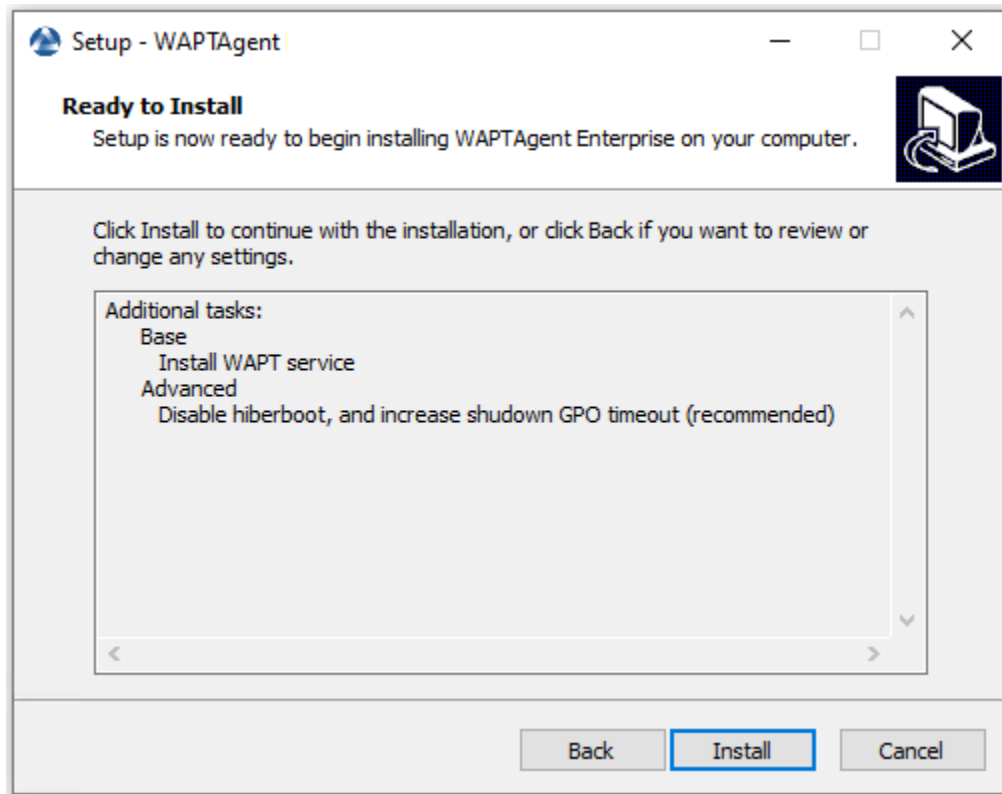 Setup - WAPTAgent
Ready to Install
Setup is now ready to begin installing WAPTAgent Enterprise on your computer.
Click Install to continue with the installation, or click Back if you want to review or
change any settings.
Additional tasks:
Base
Install WAPT service
Advanced
Disable hiberboot, and increase shudown GPO timeout (recommended)
Back
Install
Cancel